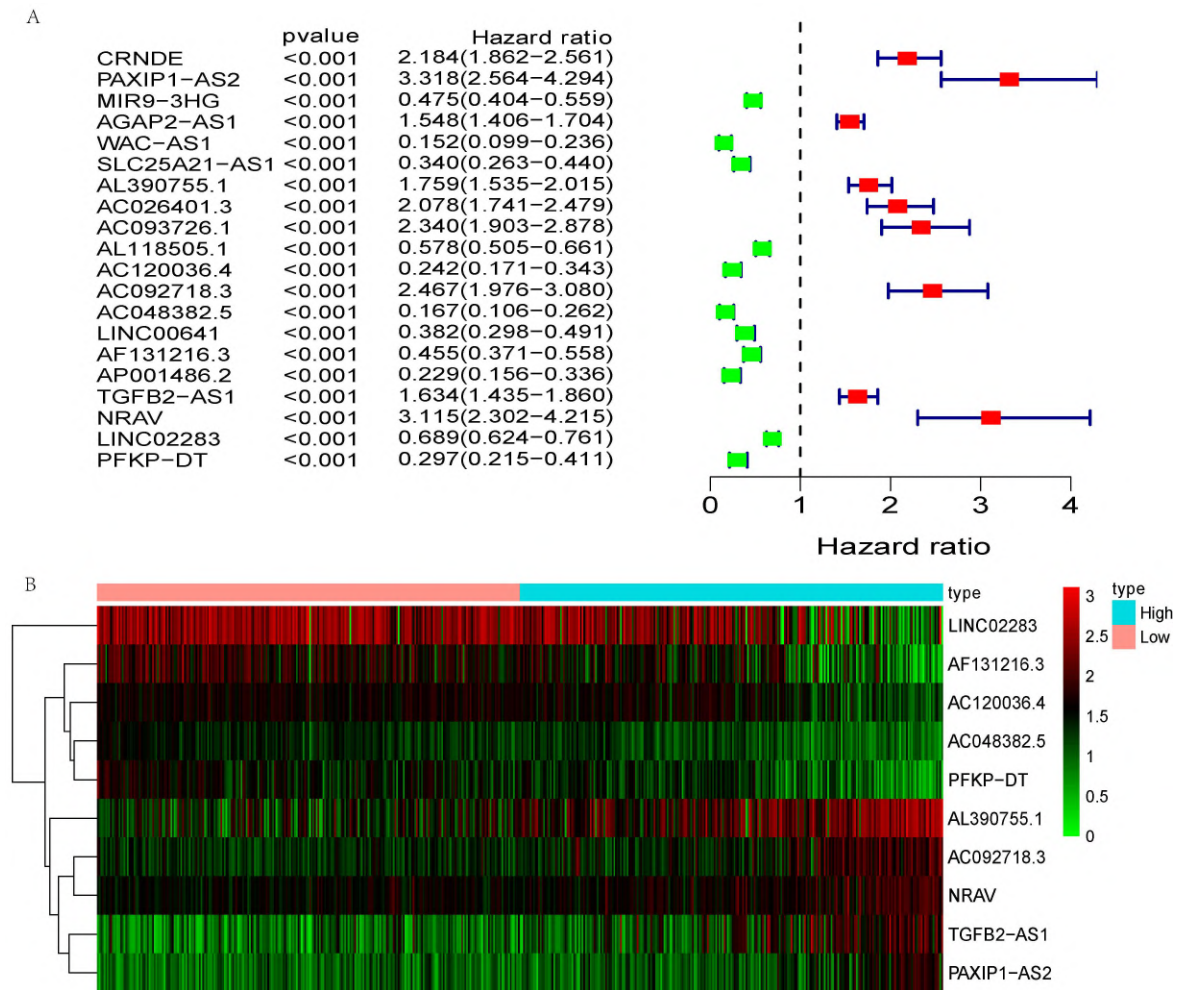 A
pvalue Hazard ratio
CRNDE <0.001 2.184(1.862−2.561)
PAXIP1−AS2 <0.001 3.318(2.564−4.294)
MIR9−3HG <0.001 0.475(0.404−0.559)
AGAP2−AS1 <0.001 1.548(1.406−1.704)
WAC−AS1 <0.001 0.152(0.099−0.236)
SLC25A21−AS1 <0.001 0.340(0.263−0.440)
AL390755.1 <0.001 1.759(1.535−2.015)
AC026401.3 <0.001 2.078(1.741−2.479)
AC093726.1 <0.001 2.340(1.903−2.878)
AL118505.1 <0.001 0.578(0.505−0.661)
AC120036.4 <0.001 0.242(0.171−0.343)
AC092718.3 <0.001 2.467(1.976−3.080)
AC048382.5 <0.001 0.167(0.106−0.262)
LINC00641 <0.001 0.382(0.298−0.491)
AF131216.3 <0.001 0.455(0.371−0.558)
AP001486.2 <0.001 0.229(0.156−0.336)
TGFB2−AS1 <0.001 1.634(1.435−1.860)
NRAV <0.001 3.115(2.302−4.215)
LINC02283 <0.001 0.689(0.624−0.761)
PFKP−DT <0.001 0.297(0.215−0.411)
0 1 2 3 4
Hazard ratio
B
type
LINC02283
AF131216.3
AC120036.4
AC048382.5
PFKP−DT
AL390755.1
AC092718.3
NRAV
TGFB2−AS1
PAXIP1−AS2
3
2.5
2
1.5
1
0.5
0
type
High
Low